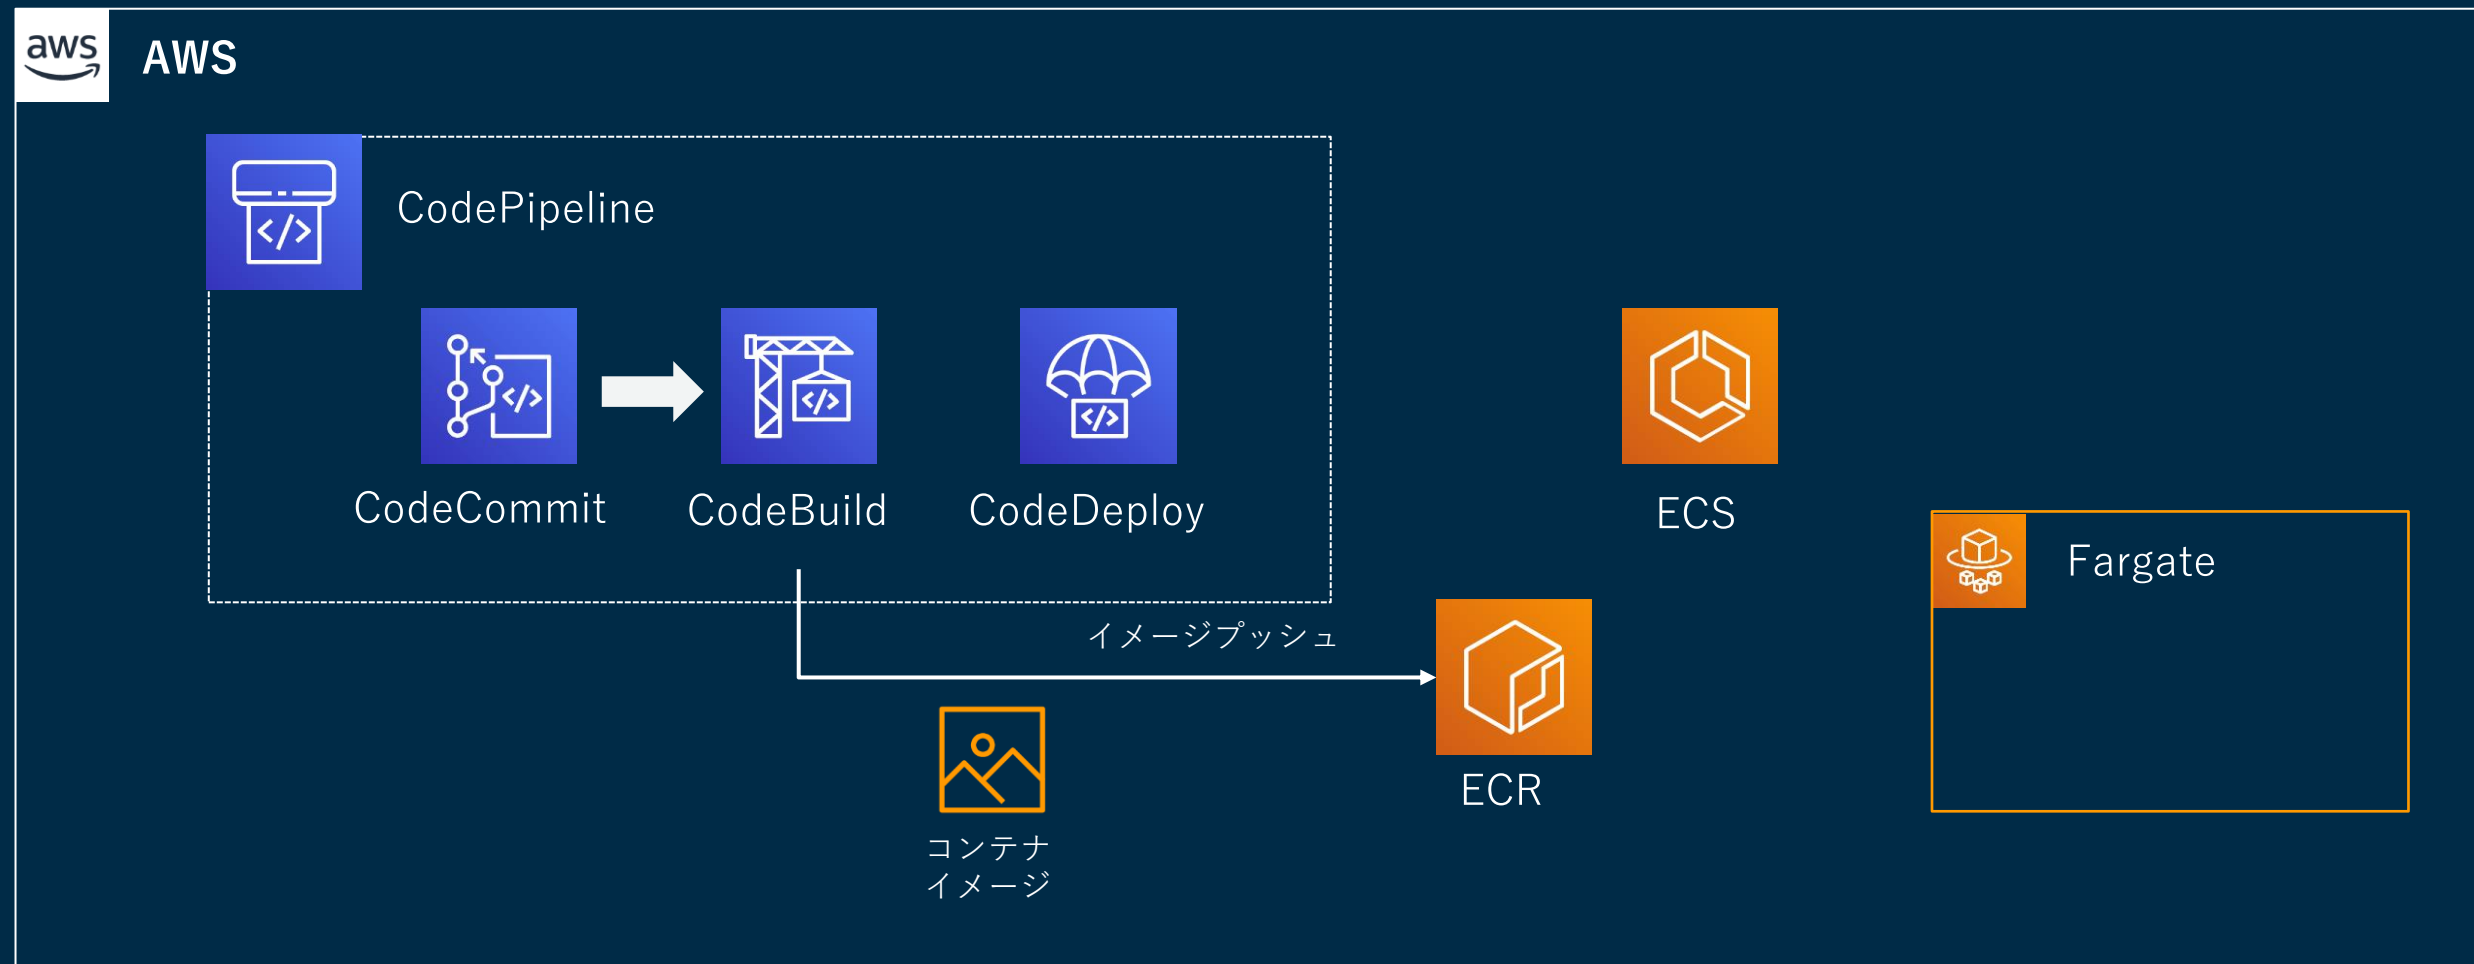 aws
AWS
CodePipeline
CodeCommit
CodeBuild
CodeDeploy
ECS
Fargate
イメージプッシュ
ECR
コンテナ
イメージ